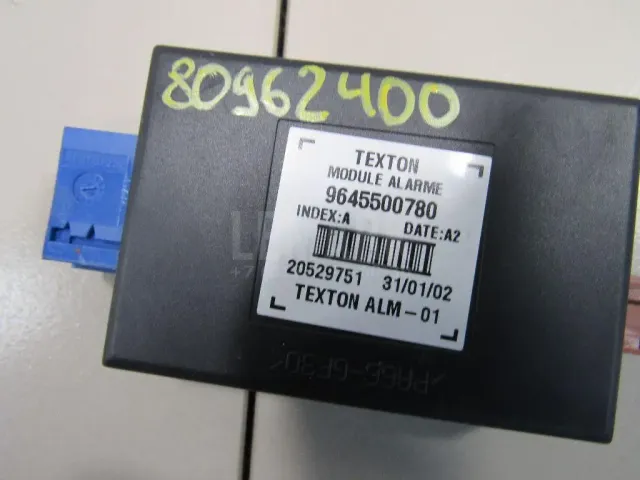 80962400
TEXTON
MODULE ALARME
9645500780
INDEX:A DATE:A2
20529751 31/01/02
TEXTON ALM-01